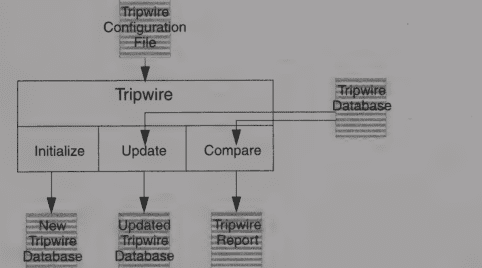 Tripwire
Configuration
File
Tripwire
Tripwire
Database
Initialize
Update
Compare
New
Tripwire
Database
Updated
Tripwire
Database
Tripwire
Report